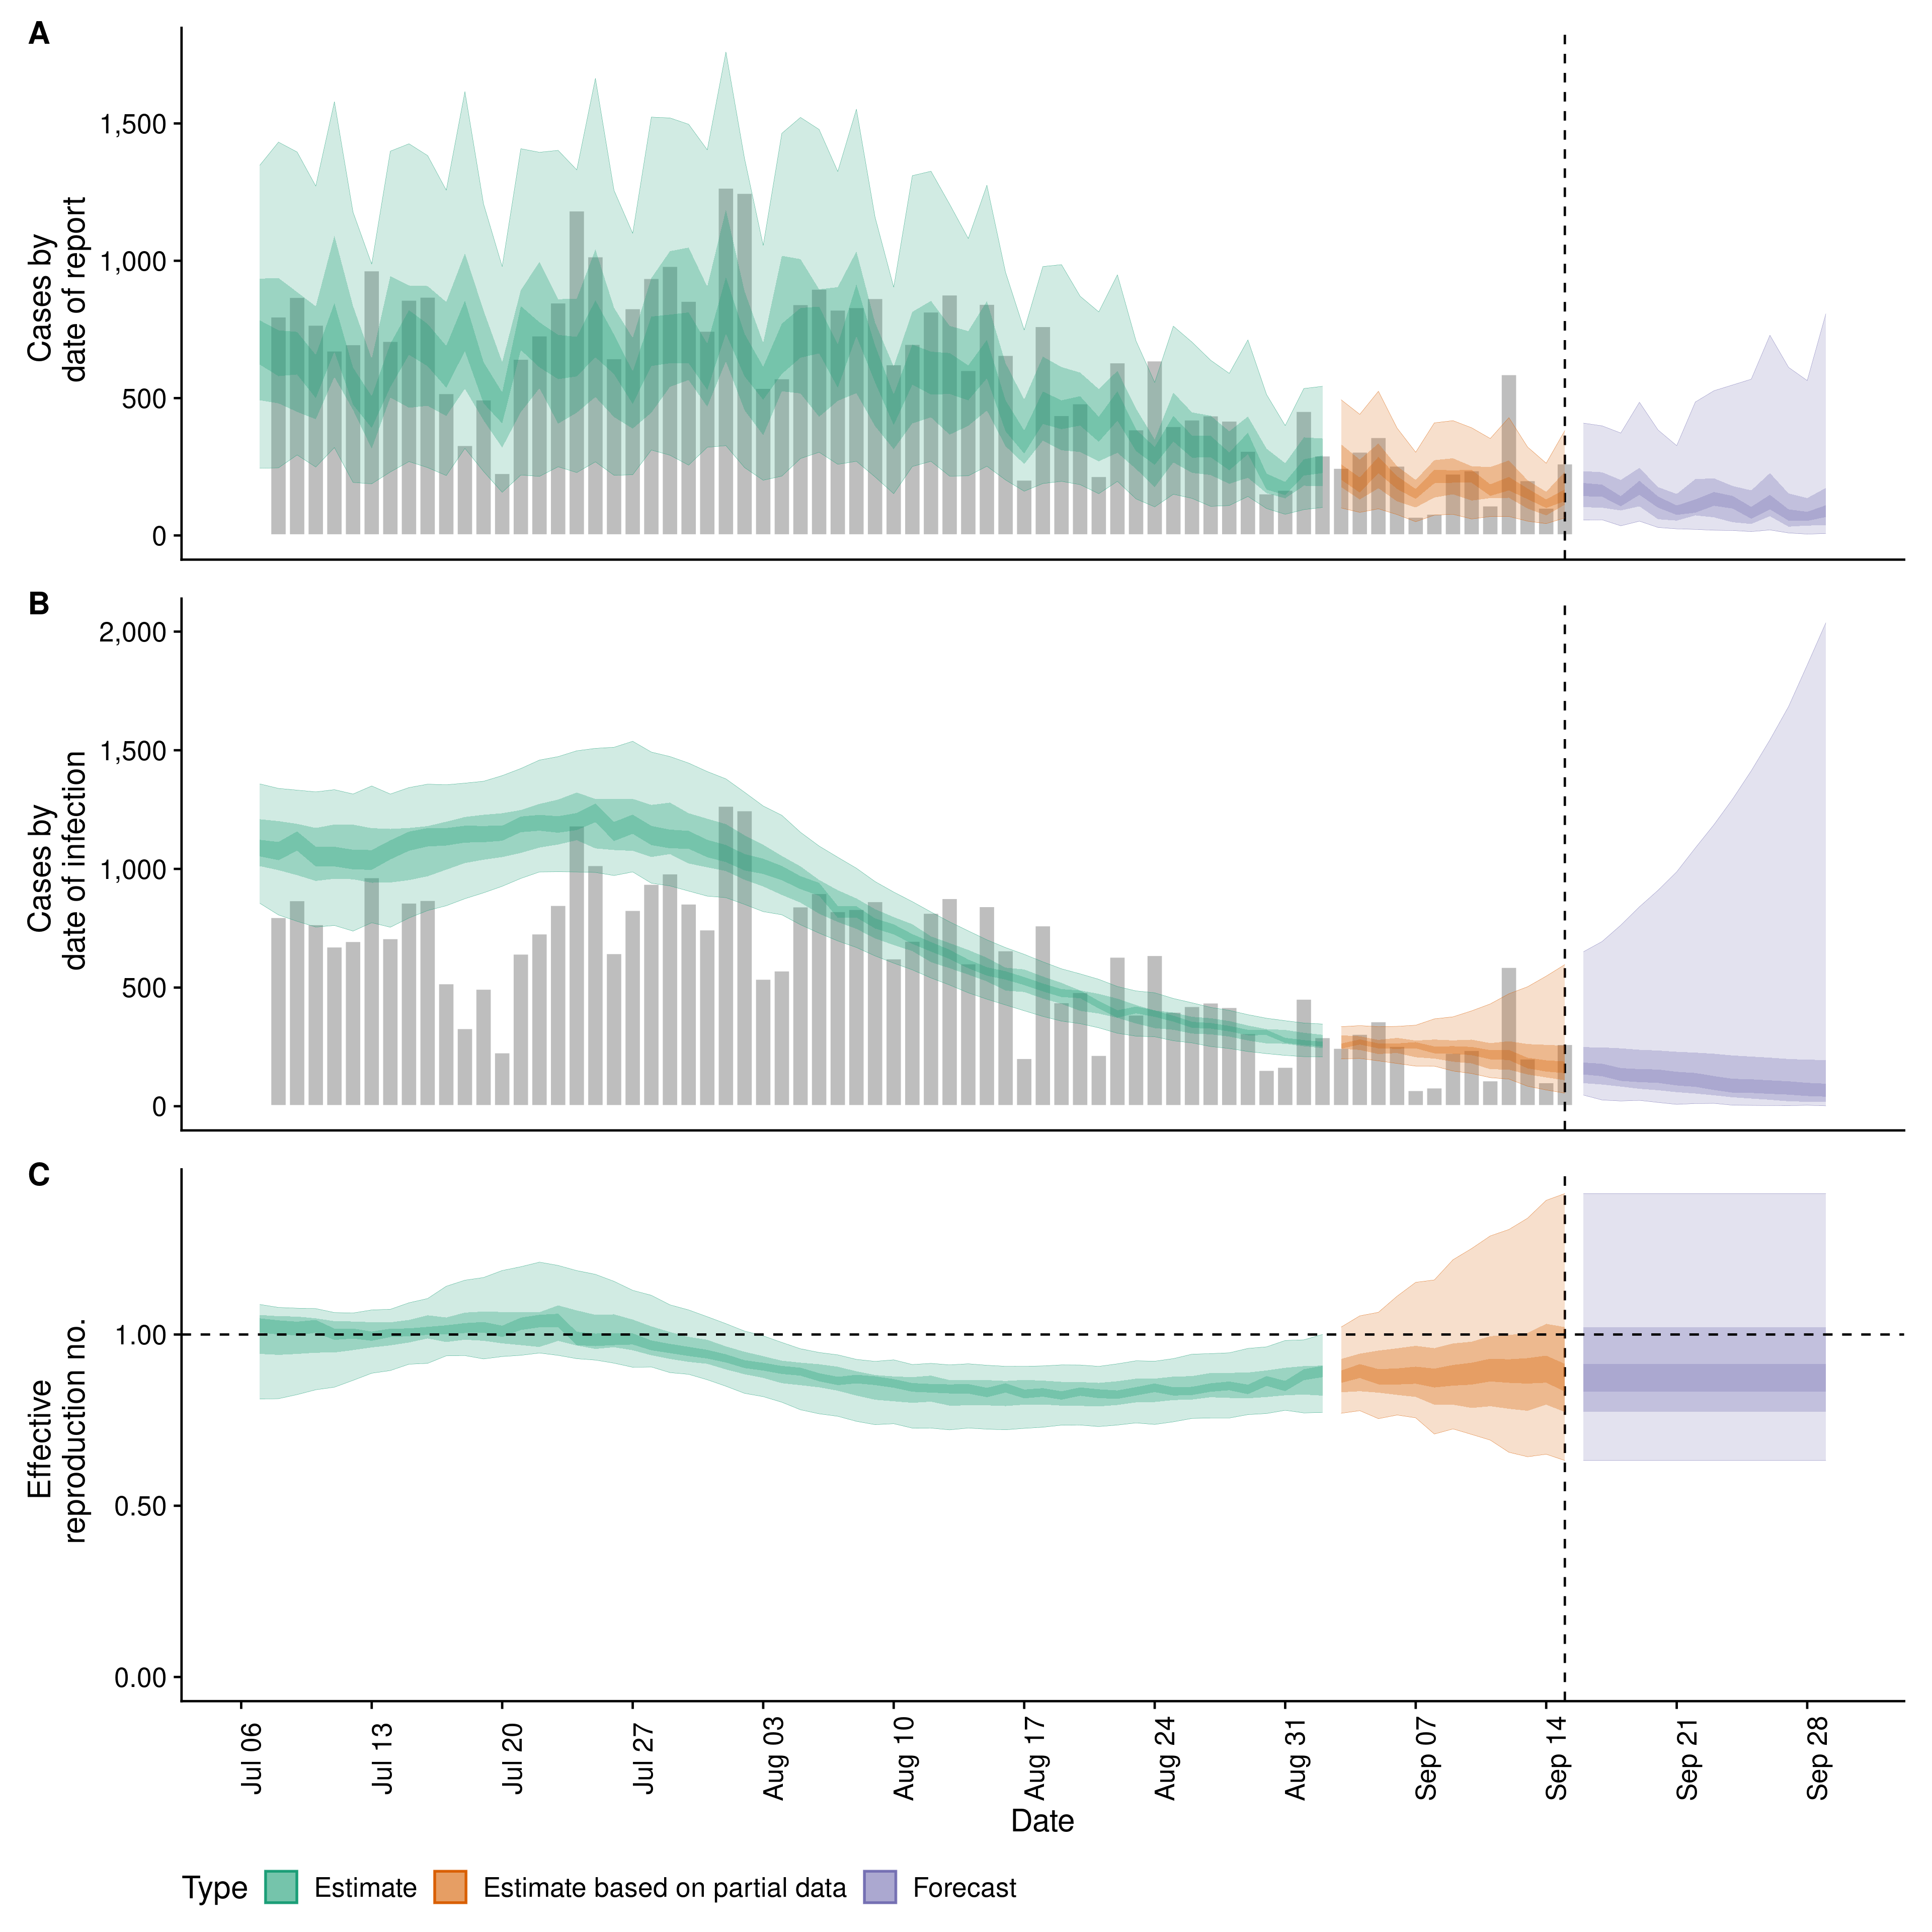 A
1,500
1,000
500
0
Cases by
date of report
B
2,000
1,500
1,000
500
0
Cases by
date of infection
C
1.00
0.50
0.00
Effective
reproduction no.
Jul 06
Jul 13
Jul 20
Jul 27
Aug 03
Aug 10
Aug 17
Aug 24
Aug 31
Sep 07
Sep 14
Sep 21
Sep 28
Date
Type Estimate Estimate based on partial data Forecast